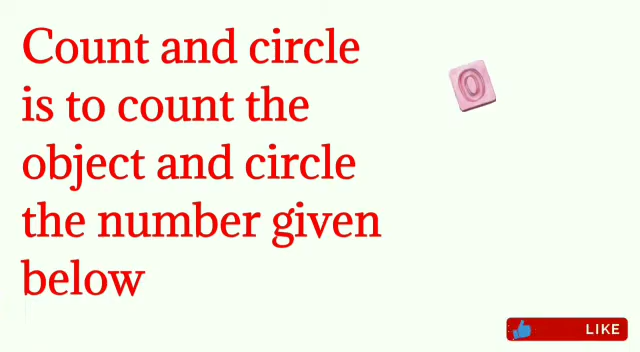 Count and circle
is to count the
object and circle
the number given
below
0
LIKE